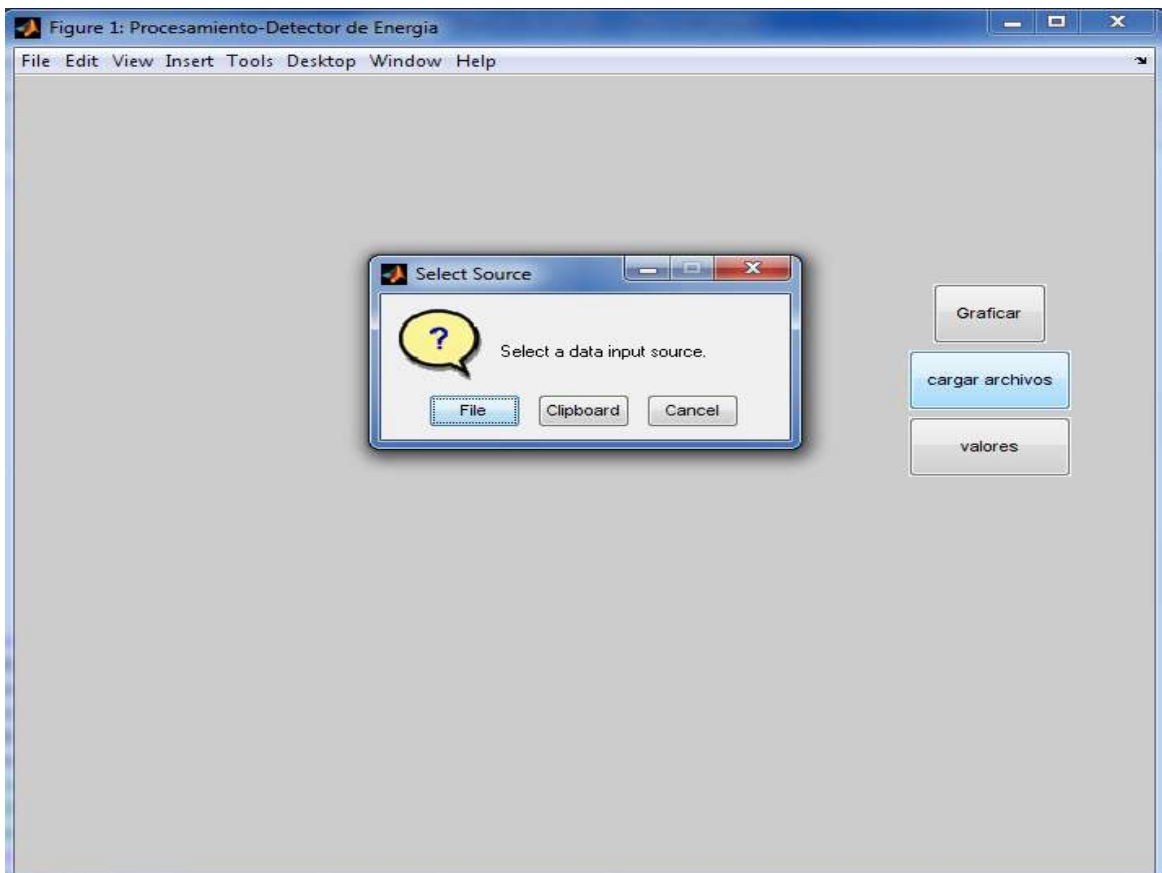 Figure 1: Procesamiento-Detector de Energia
File Edit View Insert Tools Desktop Window Help
Select Source
?
Select a data input source.
File Clipboard Cancel
Graficar
cargar archivos
valores